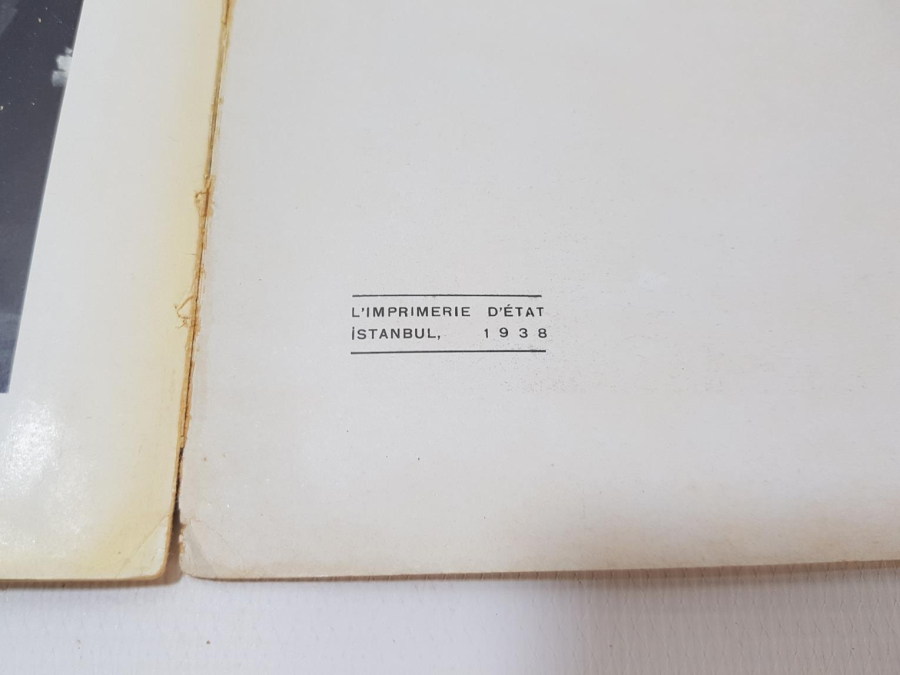 L'IMPRIMERIE D'ÉTAT
İSTANBUL, 1938